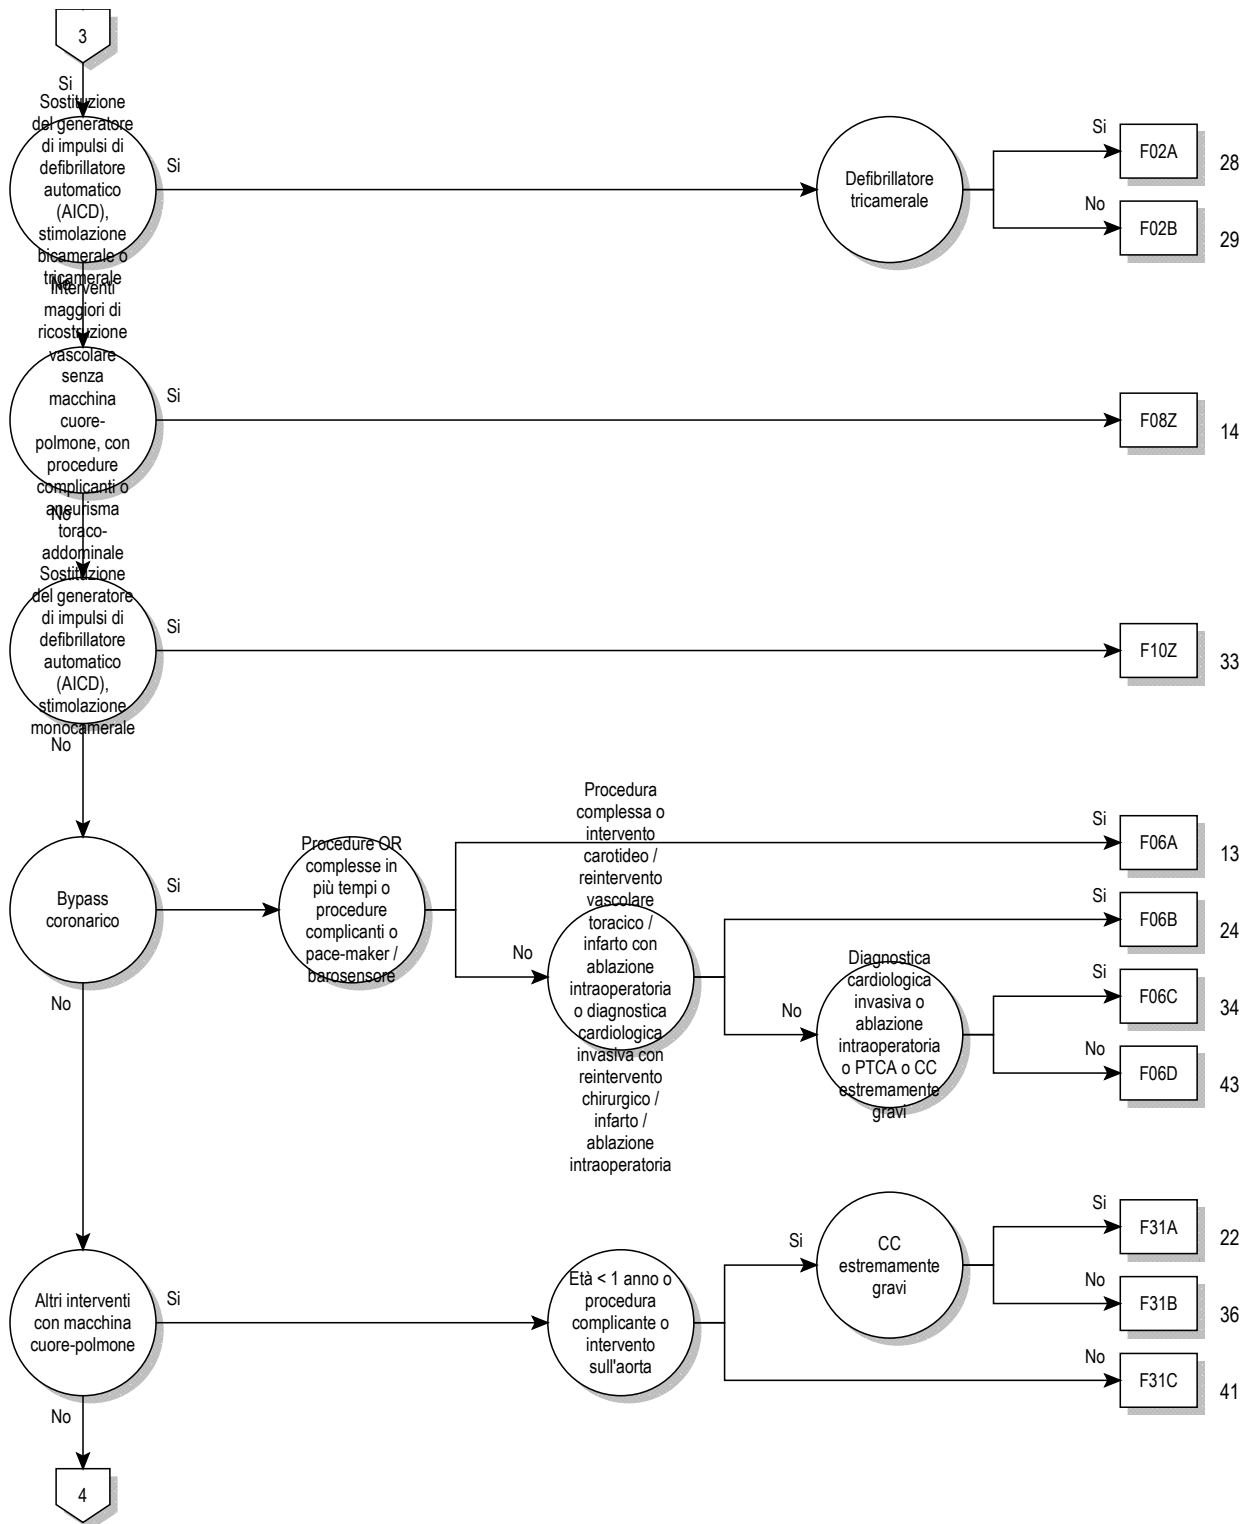 3
Si
Sostituzione
del generatore
di impulsi di
defibrillatore
automatico
(AICD),
stimolazione
bicamerale o
tricamerale
Si
Defibrillatore
tricamerale
Si
F02A
28
No
F02B
29
No
Interventi
maggiori di
ricostruzione
vascolare
senza
macchina
cuore-
polmone, con
procedure
complicanti o
aneurisma
toraco-
addominale
Si
F08Z
14
No
Sostituzione
del generatore
di impulsi di
defibrillatore
automatico
(AICD),
stimolazione
monocamerale
Si
F10Z
33
No
Bypass
coronarico
Si
Procedure OR
complesse in
più tempi o
procedure
complicanti o
pace-maker /
barosensore
Si
F06A
13
No
Procedura
complessa o
intervento
carotideo /
reintervento
vascolare
toracico /
infarto con
ablazione
intraoperatoria
o diagnostica
cardiologica
invasiva con
reintervento
chirurgico /
infarto /
ablazione
intraoperatoria
Si
F06B
24
No
Diagnostica
cardiologica
invasiva o
ablazione
intraoperatoria
o PTCA o CC
estremamente
gravi
Si
F06C
34
No
F06D
43
No
Altri interventi
con macchina
cuore-polmone
Si
Età < 1 anno o
procedura
complicante o
intervento
sull'aorta
Si
CC
estremamente
gravi
Si
F31A
22
No
F31B
36
No
F31C
41
No
4